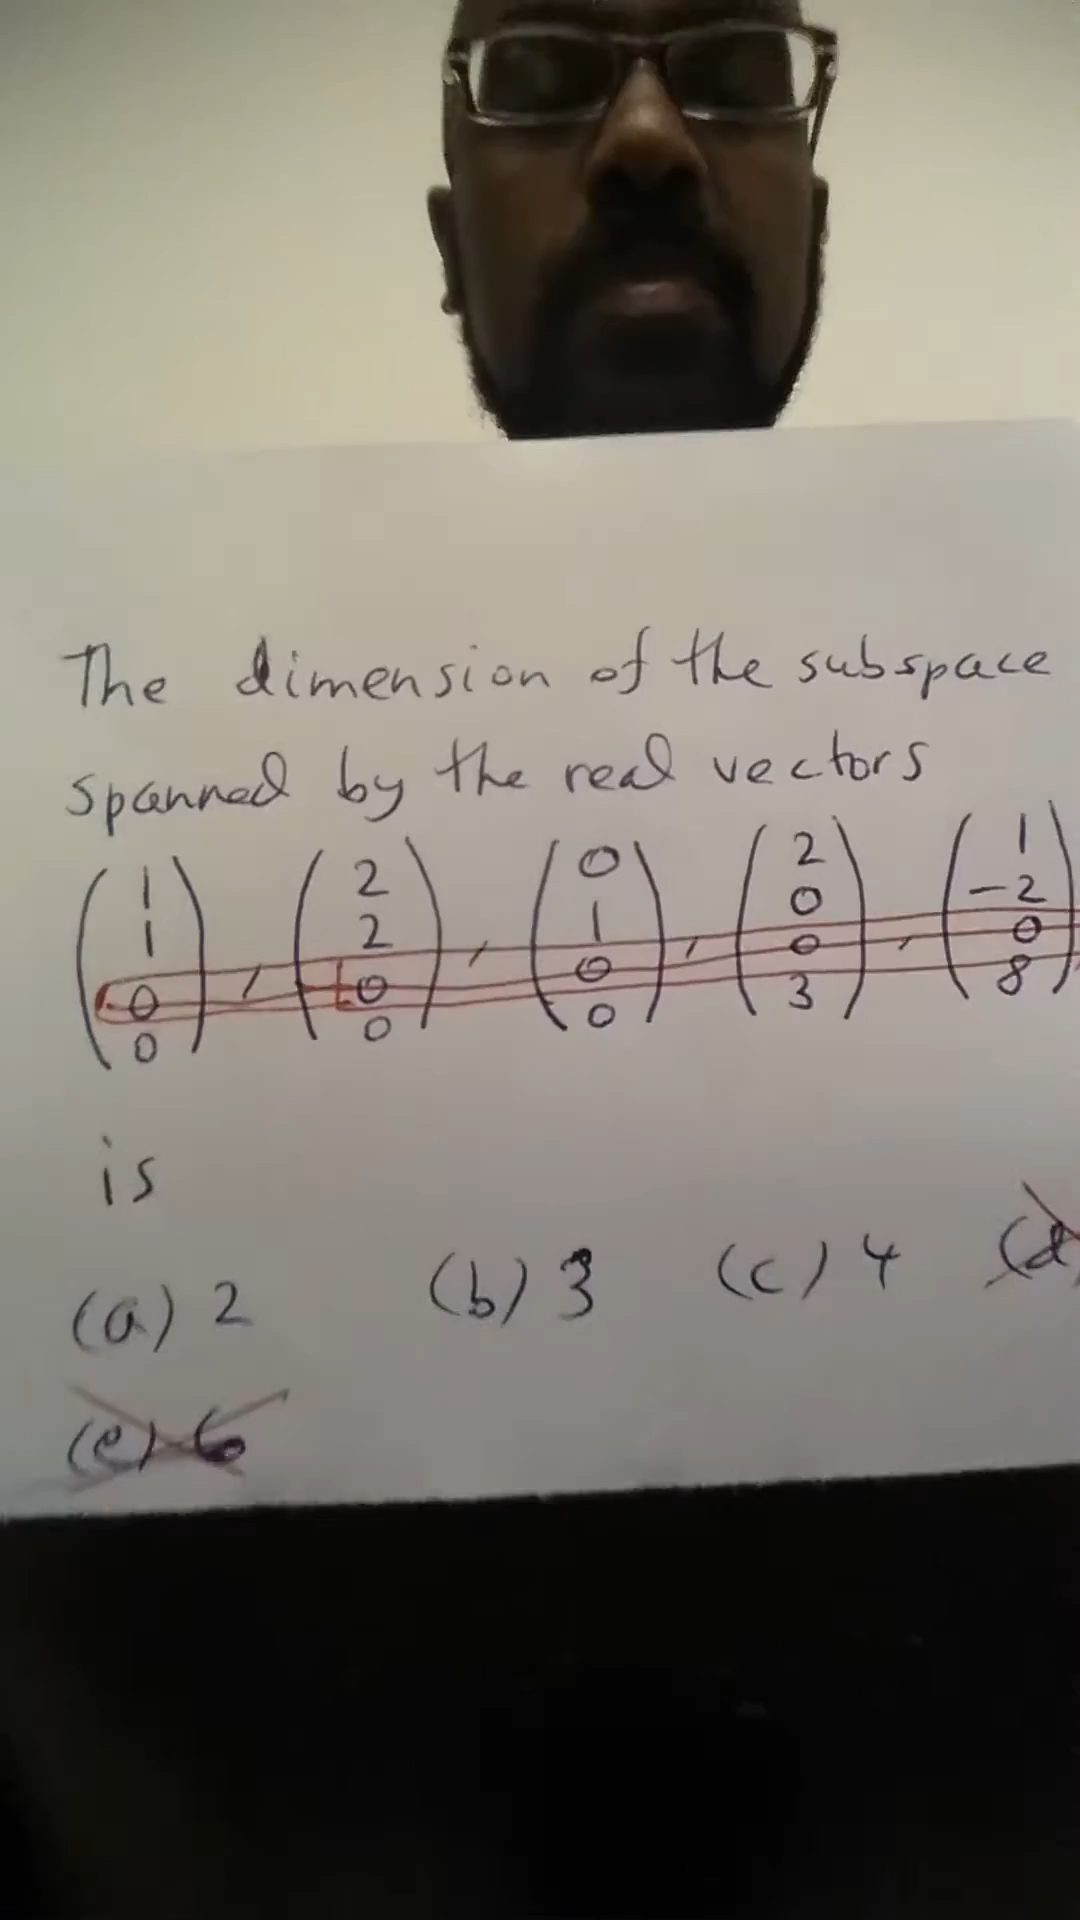 The dimension of the subspace
spanned by the real vectors
(1 1 0 0), (2 2 0 0), (0 1 0 0), (2 0 0 3), (1 -2 0 8)
is
(a) 2 (b) 3 (c) 4 (d)
(e) 6